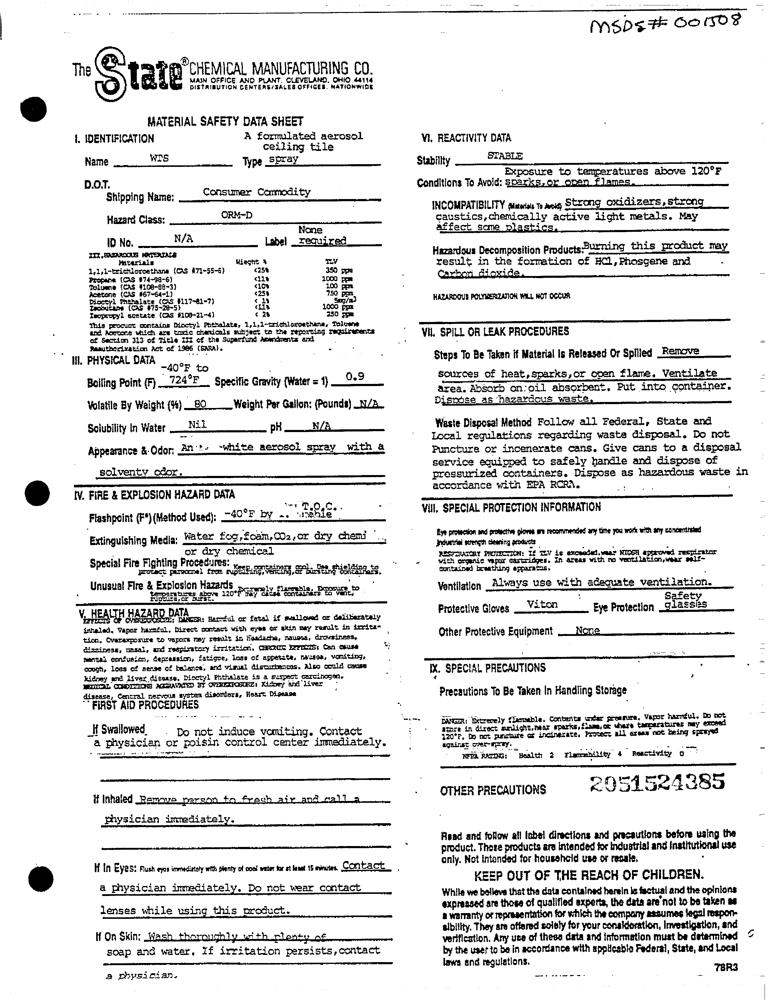 MSDS# 001508
The State® CHEMICAL MANUFACTURING CO.
MAIN OFFICE AND PLANT. CLEVELAND, OHIO 44114
DISTRIBUTION CENTERS/SALES OFFICES. NATIONWIDE
MATERIAL SAFETY DATA SHEET
I. IDENTIFICATION
A formulated aerosol
ceiling tile
Name WTS Type spray
D.O.T.
Shipping Name: Consumer Commodity
Hazard Class: ORM-D
None
ID No. N/A Label required
III. HAZARDOUS MATERIALS
Materials Wieght % TLV
1,1,1-trichloroethane (CAS #71-55-6) <25% 350 ppm
Propane (CAS #74-98-6) <11% 1000 ppm
Toluene (CAS #108-88-3) <10% 100 ppm
Acetone (CAS #67-64-1) <25% 750 ppm
Dioctyl Phthalate (CAS #117-81-7) < 1% 5mg/m3
Isobutane (CAS #75-28-5) <11% 1000 ppm
Isopropyl acetate (CAS #108-21-4) < 2% 250 ppm
This procuct contains Dioctyl Phthalate, 1,1,1-trichloroethane, Toluene
and Acetone which are toxic chemicals subject to the reporting requirements
of Section 313 of Title III of the Superfund Amendments and
Reauthorization Act of 1986 (SARA).
III. PHYSICAL DATA
-40°F to
Boiling Point (F) 724°F Specific Gravity (Water = 1) 0.9
Volatile By Weight (%) 80 Weight Per Gallon: (Pounds) N/A
Solubility In Water Nil pH N/A
Appearance & Odor: An white aerosol spray with a
solventy odor.
IV. FIRE & EXPLOSION HAZARD DATA
Flashpoint (F°)(Method Used): -40°F by T.O.C.
Extinguishing Media: Water fog,foam,CO2,or dry chemi
or dry chemical
Special Fire Fighting Procedures: Keep containers cool. Use shielding to
protect personnel from rupturing,venting,or bursting containers.
Unusual Fire & Explosion Hazards Extremely flammable. Exposure to
temperatures above 120°F may cause containers to vent,
rupture,or burst.
V. HEALTH HAZARD DATA
EFFECTS OF OVEREXPOSURE: DANGER: Harmful or fatal if swallowed or deliberately
inhaled. Vapor harmful. Direct contact with eyes or skin may result in irrita-
tion. Overexposure to vapors may result in Headache, nausea, drowsiness,
dizziness, nasal, and respiratory irritation. CHRONIC EFFECTS: Can cause
mental confusion, depression, fatigue, loss of appetite, nausea, vomiting,
cough, loss of sense of balance, and visual disturbances. Also could cause
kidney and liver disease. Dioctyl Phthalate is a suspect carcinogen.
MEDICAL CONDITIONS AGGRAVATED BY OVEREXPOSURE: Kidney and liver
disease, Central nervous system disorders, Heart Disease
FIRST AID PROCEDURES
If Swallowed Do not induce vomiting. Contact
a physician or poisin control center immediately.
If Inhaled Remove person to fresh air and call a
physician immediately.
If In Eyes: Flush eyes immediately with plenty of cool water for at least 15 minutes. Contact
a physician immediately. Do not wear contact
lenses while using this product.
If On Skin: Wash thoroughly with plenty of
soap and water. If irritation persists,contact
a physician.
VI. REACTIVITY DATA
Stability STABLE
Exposure to temperatures above 120°F
Conditions To Avoid: sparks,or open flames.
INCOMPATIBILITY (Materials To Avoid) Strong oxidizers,strong
caustics,chemically active light metals. May
affect some plastics.
Hazardous Decomposition Products: Burning this product may
result in the formation of HCl,Phosgene and
Carbon dioxide.
HAZARDOUS POLYMERIZATION WILL NOT OCCUR
VII. SPILL OR LEAK PROCEDURES
Steps To Be Taken If Material Is Released Or Spilled Remove
sources of heat,sparks,or open flame. Ventilate
area. Absorb on oil absorbent. Put into container.
Dispose as hazardous waste.
Waste Disposal Method Follow all Federal, State and
Local regulations regarding waste disposal. Do not
Puncture or incenerate cans. Give cans to a disposal
service equipped to safely handle and dispose of
pressurized containers. Dispose as hazardous waste in
accordance with EPA RCRA.
VIII. SPECIAL PROTECTION INFORMATION
Eye protection and protective gloves are recommended any time you work with any concentrated
industrial strength cleaning products
RESPIRATORY PROTECTION: If TLV is exceeded,wear NIOSH approved respirator
with organic vapor cartridges. In areas with no ventilation,wear self-
contained breathing apparatus.
Ventilation Always use with adequate ventilation.
Safety
Protective Gloves Viton Eye Protection glasses
Other Protective Equipment None
IX. SPECIAL PRECAUTIONS
Precautions To Be Taken In Handling Storage
DANGER: Extremely flammable. Contents under pressure. Vapor harmful. Do not
store in direct sunlight,near sparks,flame,or where temperatures may exceed
120°F. Do not puncture or incinerate. Protect all areas not being sprayed
against over-spray.
NFPA RATING: Health 2 Flammability 4 Reactivity 0
OTHER PRECAUTIONS 2051524385
Read and follow all label directions and precautions before using the
product. These products are intended for industrial and institutional use
only. Not intended for household use or resale.
KEEP OUT OF THE REACH OF CHILDREN.
While we believe that the data contained herein is factual and the opinions
expressed are those of qualified experts, the data are not to be taken as
a warranty or representation for which the company assumes legal respon-
sibility. They are offered solely for your consideration, investigation, and
verification. Any use of these data and information must be determined
by the user to be in accordance with applicable Federal, State, and Local
laws and regulations.
78R3